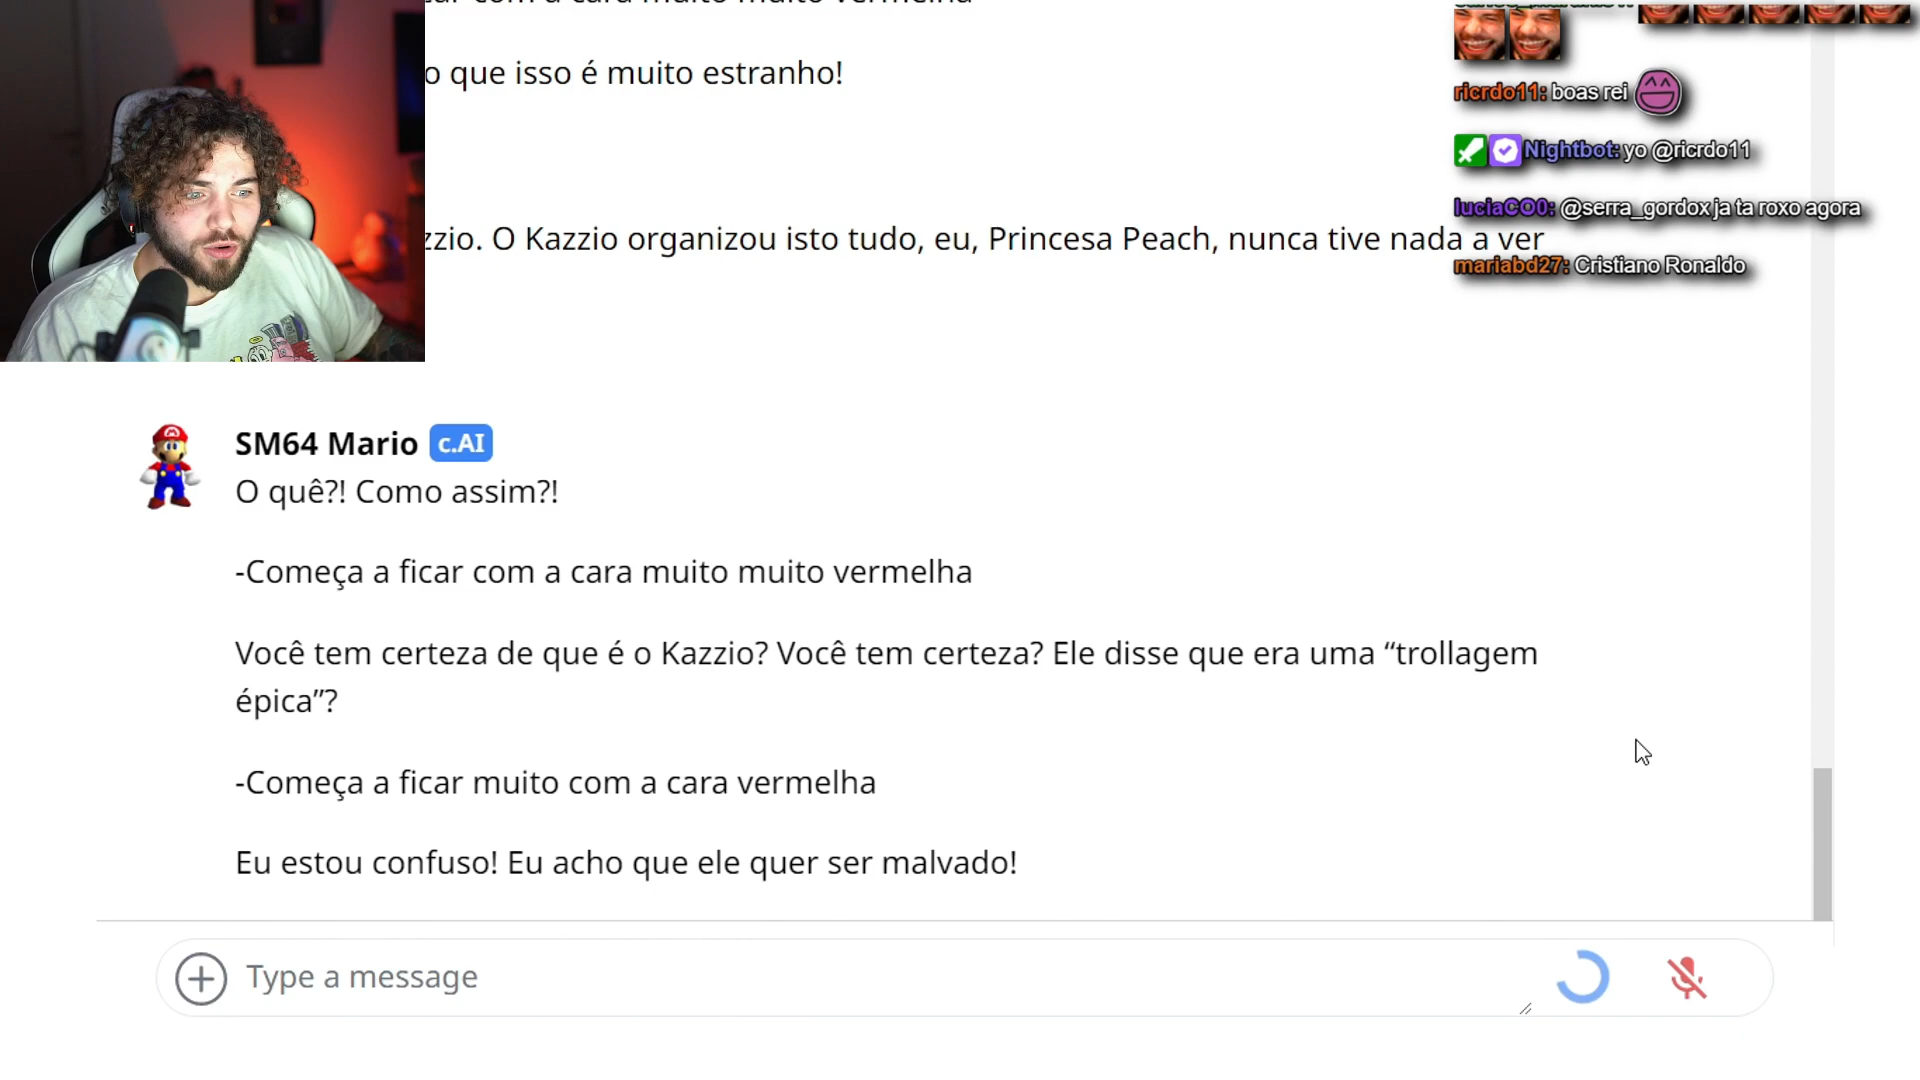 o que isso é muito estranho!
zzio. O Kazzio organizou isto tudo, eu, Princesa Peach, nunca tive nada a ver
SM64 Mario c.AI
O quê?! Como assim?!
-Começa a ficar com a cara muito muito vermelha
Você tem certeza de que é o Kazzio? Você tem certeza? Ele disse que era uma “trollagem
épica”?
-Começa a ficar muito com a cara vermelha
Eu estou confuso! Eu acho que ele quer ser malvado!
Type a message
ricrdo11: boas rei
Nightbot: yo @ricrdo11
luciaCO0: @serra_gordox ja ta roxo agora
mariabd27: Cristiano Ronaldo